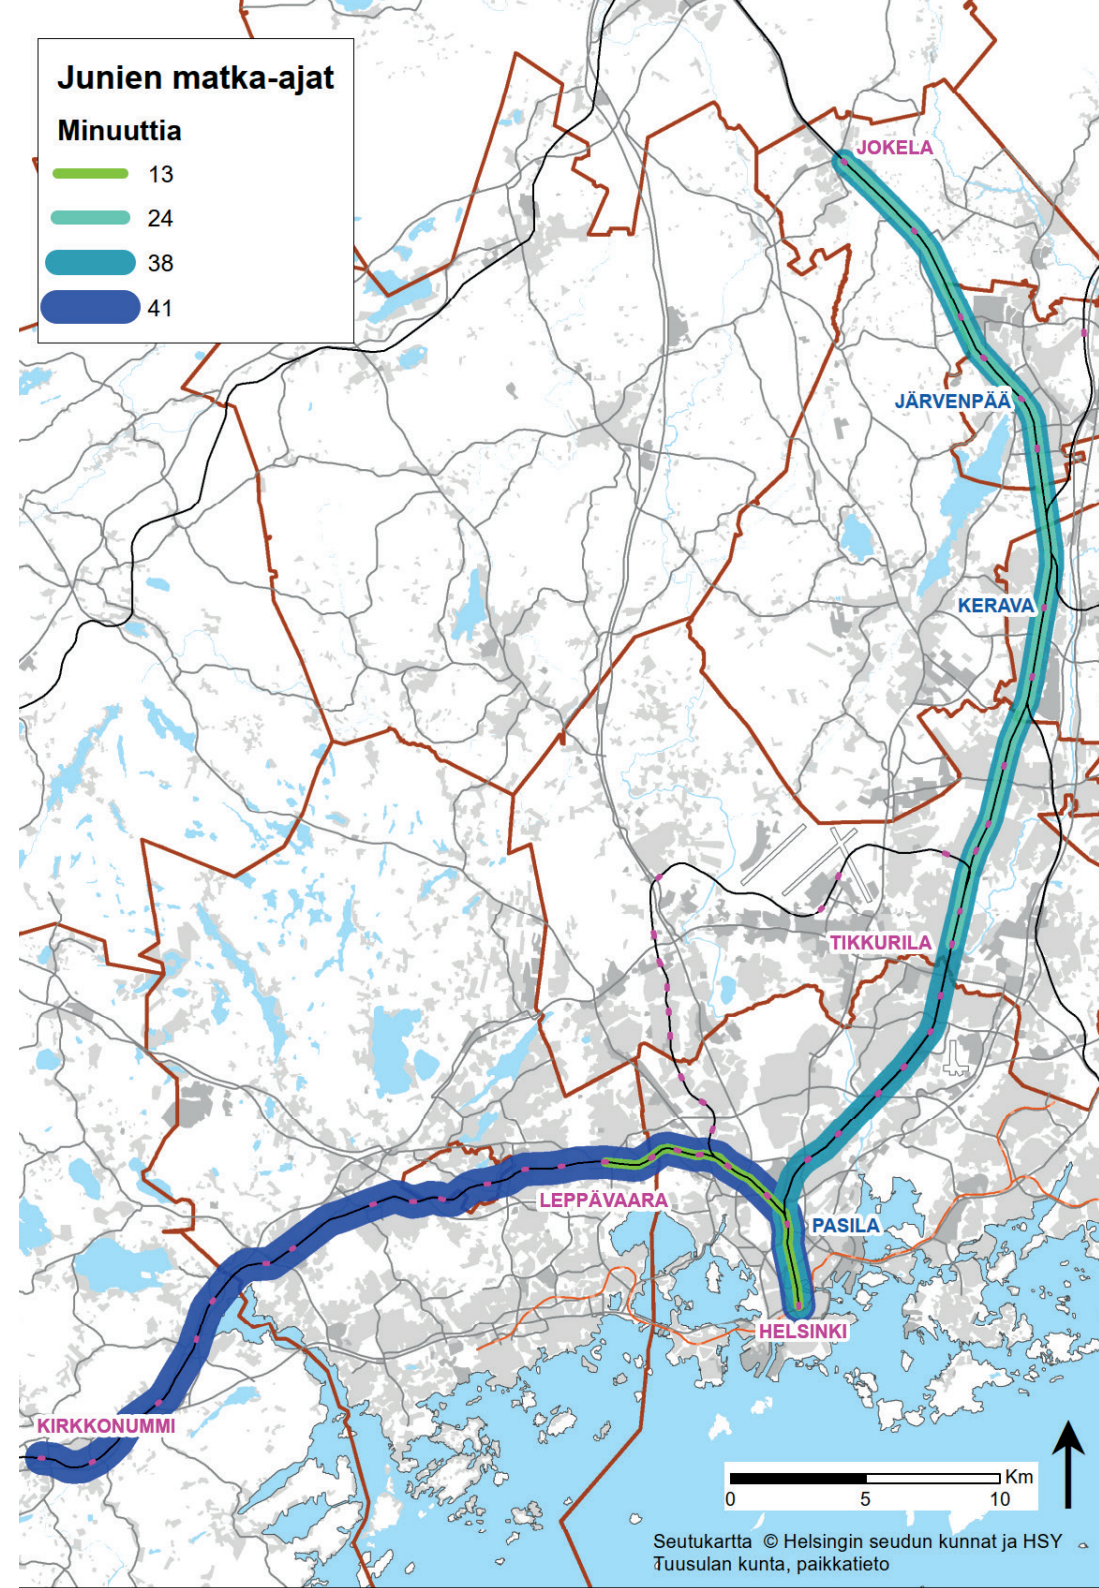 Junien matka-ajat
Minuuttia
13
24
38
41
JOKELA
JÄRVENPÄÄ
KERAVA
TIKKURILA
LEPPÄVAARA
PASILA
HELSINKI
KIRKKONUMMI
Km
0 5 10
Seutukartta © Helsingin seudun kunnat ja HSY
Tuusulan kunta, paikkatieto